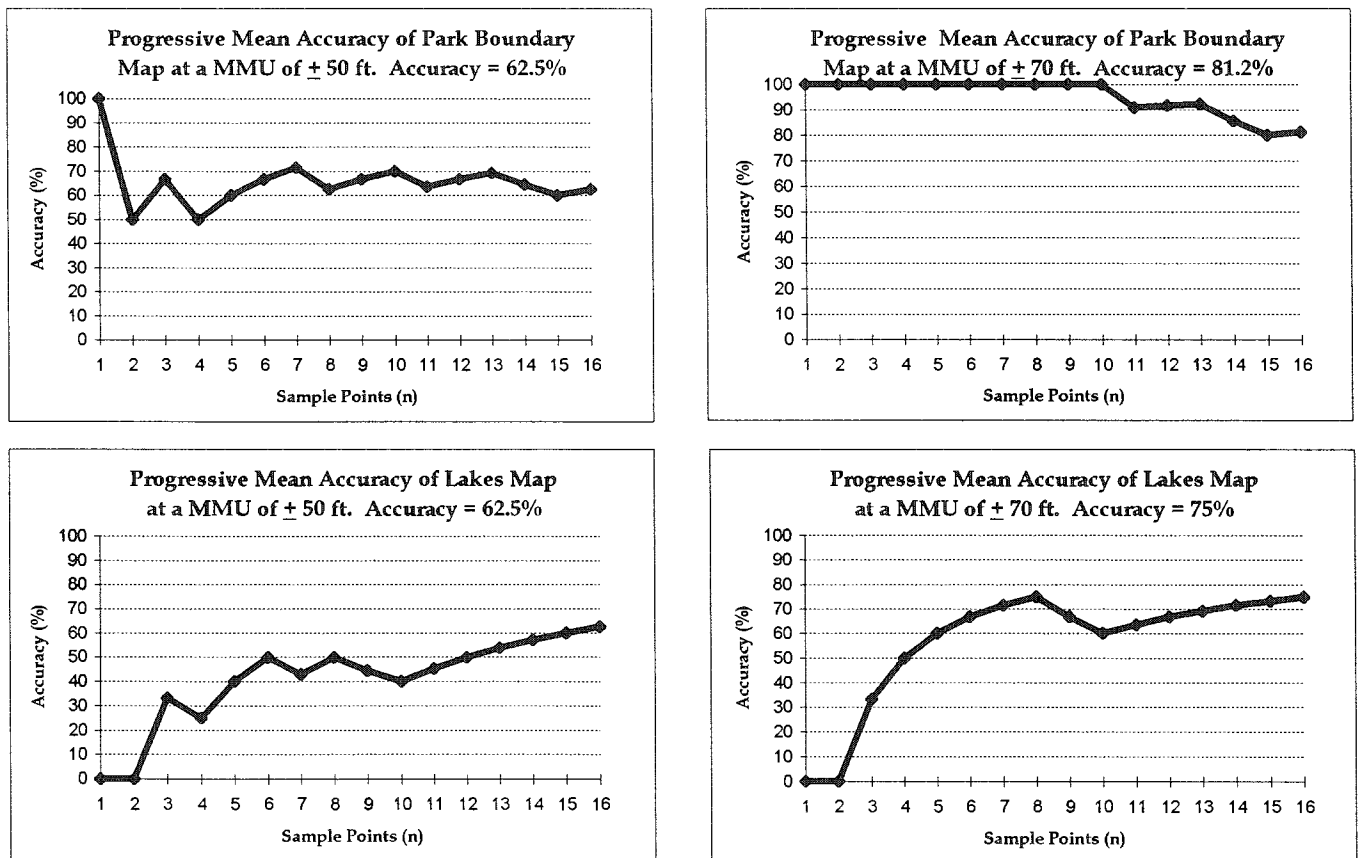 Progressive Mean Accuracy of Park Boundary
Map at a MMU of ± 50 ft. Accuracy = 62.5%
100
90
80
70
60
50
40
30
20
10
0
Accuracy (%)
1 2 3 4 5 6 7 8 9 10 11 12 13 14 15 16
Sample Points (n)
Progressive Mean Accuracy of Park Boundary
Map at a MMU of ± 70 ft. Accuracy = 81.2%
100
90
80
70
60
50
40
30
20
10
0
Accuracy (%)
1 2 3 4 5 6 7 8 9 10 11 12 13 14 15 16
Sample Points (n)
Progressive Mean Accuracy of Lakes Map
at a MMU of ± 50 ft. Accuracy = 62.5%
100
90
80
70
60
50
40
30
20
10
0
Accuracy (%)
1 2 3 4 5 6 7 8 9 10 11 12 13 14 15 16
Sample Points (n)
Progressive Mean Accuracy of Lakes Map
at a MMU of ± 70 ft. Accuracy = 75%
100
90
80
70
60
50
40
30
20
10
0
Accuracy (%)
1 2 3 4 5 6 7 8 9 10 11 12 13 14 15 16
Sample Points (n)